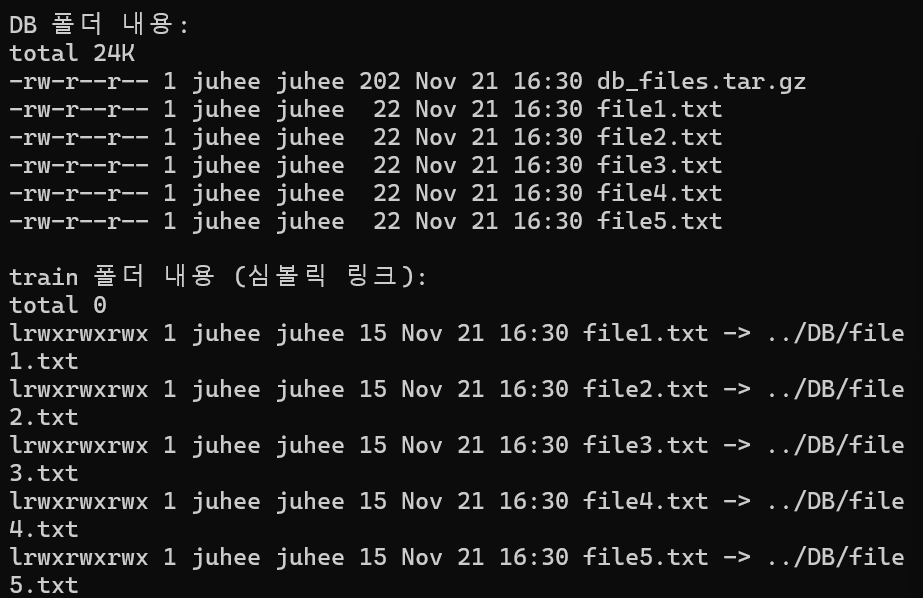 DB 폴더 내용:
total 24K
-rw-r--r-- 1 juhee juhee 202 Nov 21 16:30 db_files.tar.gz
-rw-r--r-- 1 juhee juhee  22 Nov 21 16:30 file1.txt
-rw-r--r-- 1 juhee juhee  22 Nov 21 16:30 file2.txt
-rw-r--r-- 1 juhee juhee  22 Nov 21 16:30 file3.txt
-rw-r--r-- 1 juhee juhee  22 Nov 21 16:30 file4.txt
-rw-r--r-- 1 juhee juhee  22 Nov 21 16:30 file5.txt

train 폴더 내용 (심볼릭 링크):
total 0
lrwxrwxrwx 1 juhee juhee 15 Nov 21 16:30 file1.txt -> ../DB/file
1.txt
lrwxrwxrwx 1 juhee juhee 15 Nov 21 16:30 file2.txt -> ../DB/file
2.txt
lrwxrwxrwx 1 juhee juhee 15 Nov 21 16:30 file3.txt -> ../DB/file
3.txt
lrwxrwxrwx 1 juhee juhee 15 Nov 21 16:30 file4.txt -> ../DB/file
4.txt
lrwxrwxrwx 1 juhee juhee 15 Nov 21 16:30 file5.txt -> ../DB/file
5.txt